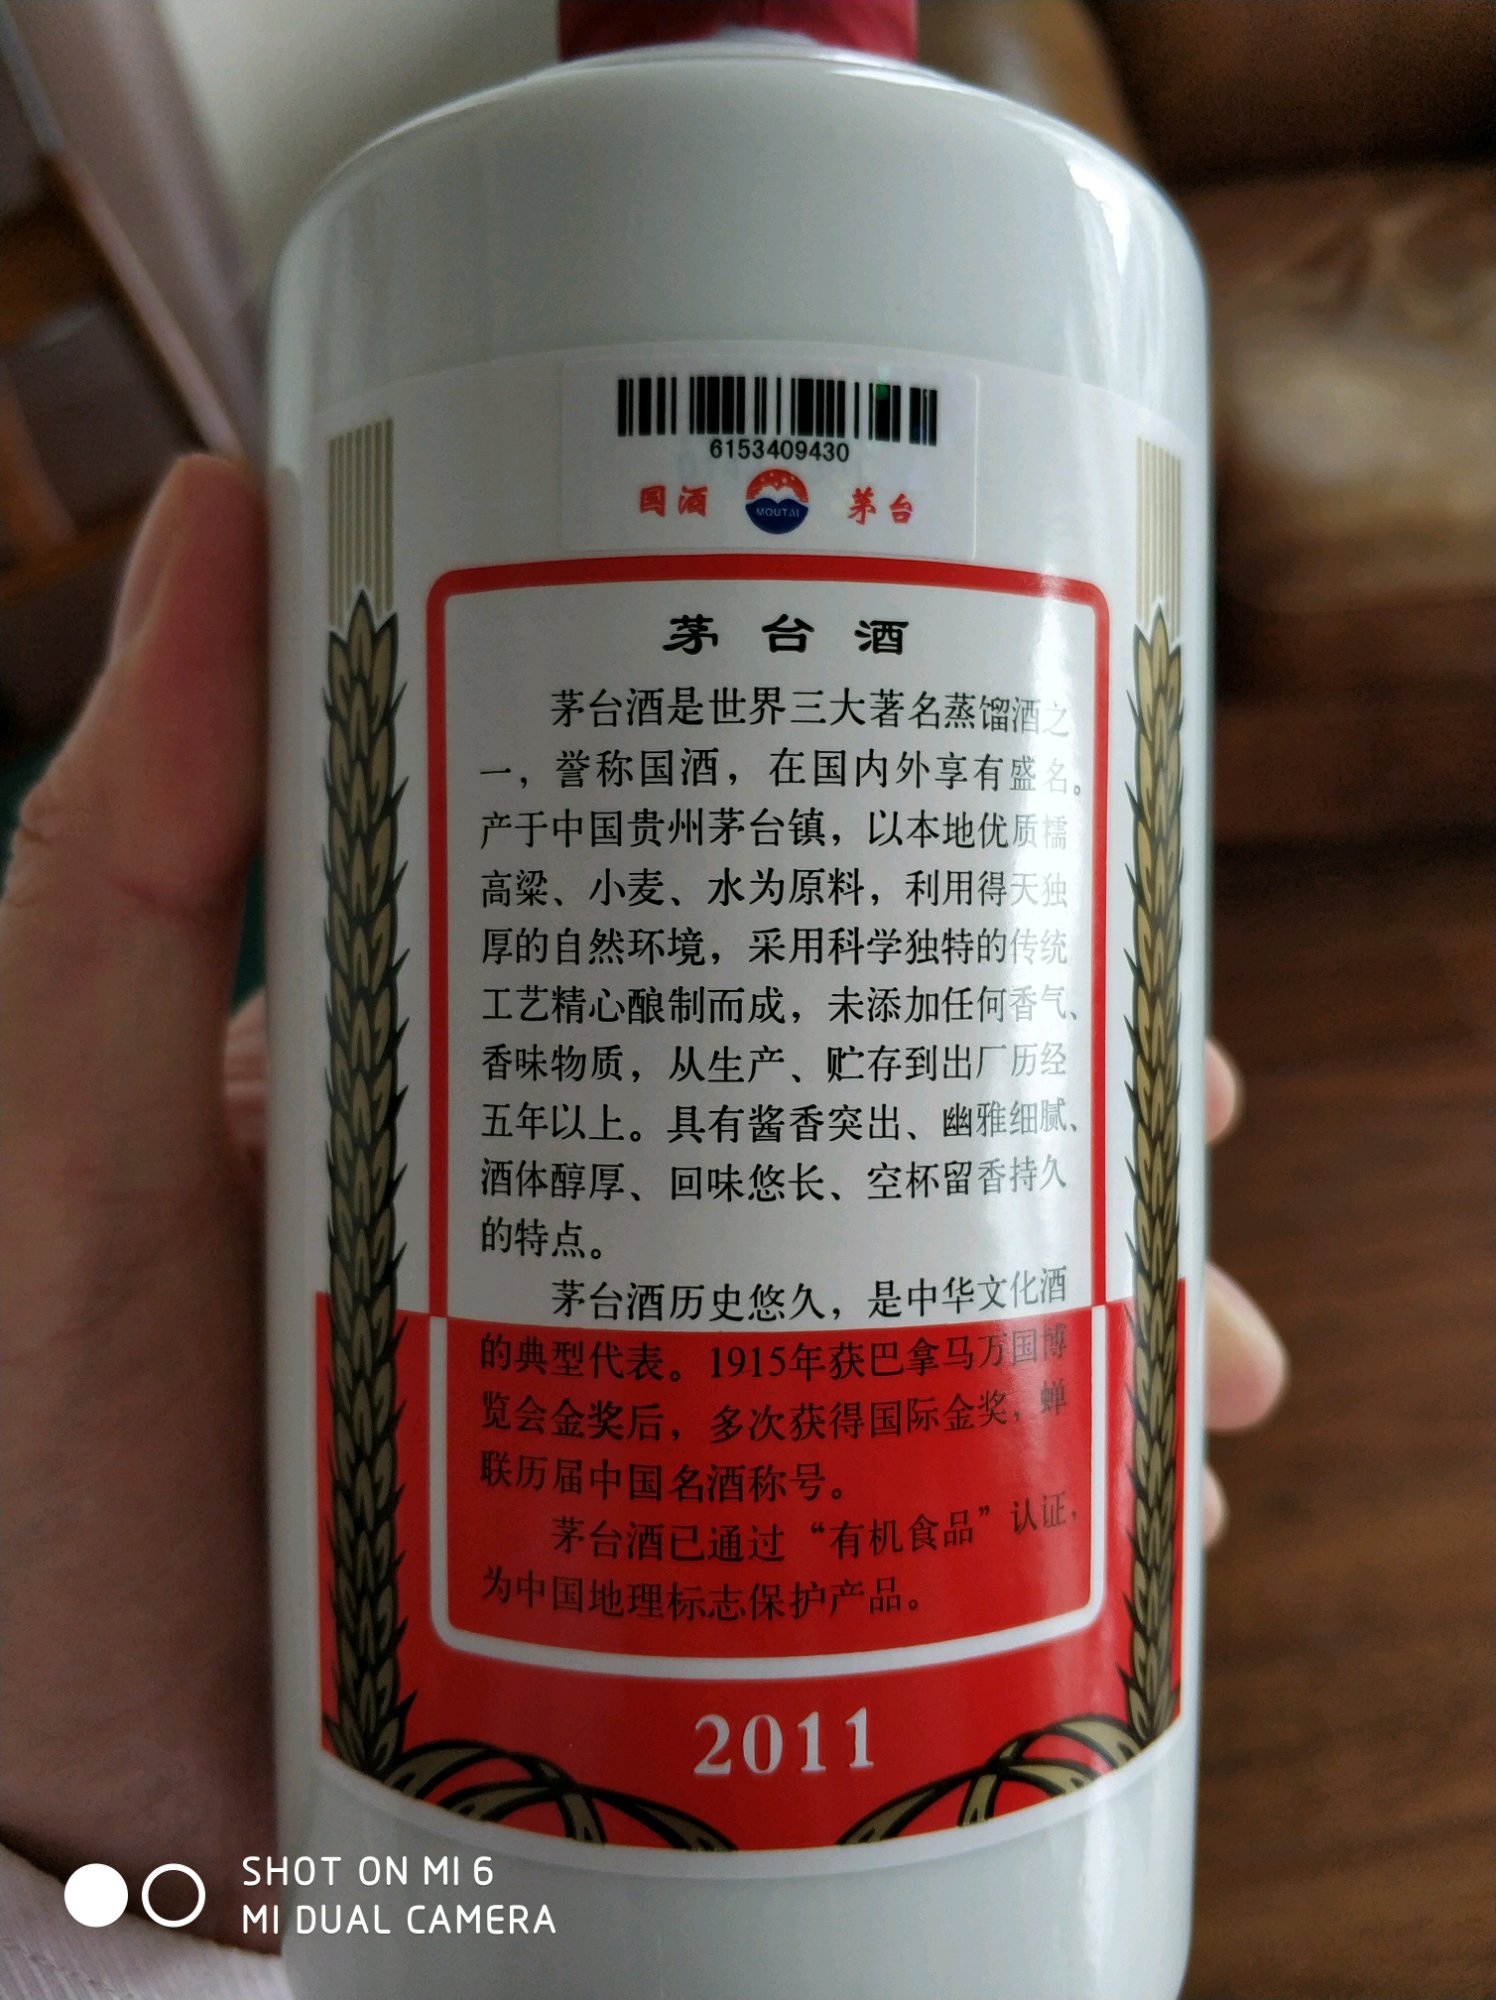 6153409430
国酒 MOUTAI 茅台
茅台酒
茅台酒是世界三大著名蒸馏酒之
一，誉称国酒，在国内外享有盛名。
产于中国贵州茅台镇，以本地优质糯
高粱、小麦、水为原料，利用得天独
厚的自然环境，采用科学独特的传统
工艺精心酿制而成，未添加任何香气、
香味物质，从生产、贮存到出厂历经
五年以上。具有酱香突出、幽雅细腻、
酒体醇厚、回味悠长、空杯留香持久
的特点。
茅台酒历史悠久，是中华文化酒
的典型代表。1915年获巴拿马万国博
览会金奖后，多次获得国际金奖，蝉
联历届中国名酒称号。
茅台酒已通过“有机食品”认证，
为中国地理标志保护产品。
2011
SHOT ON MI 6
MI DUAL CAMERA